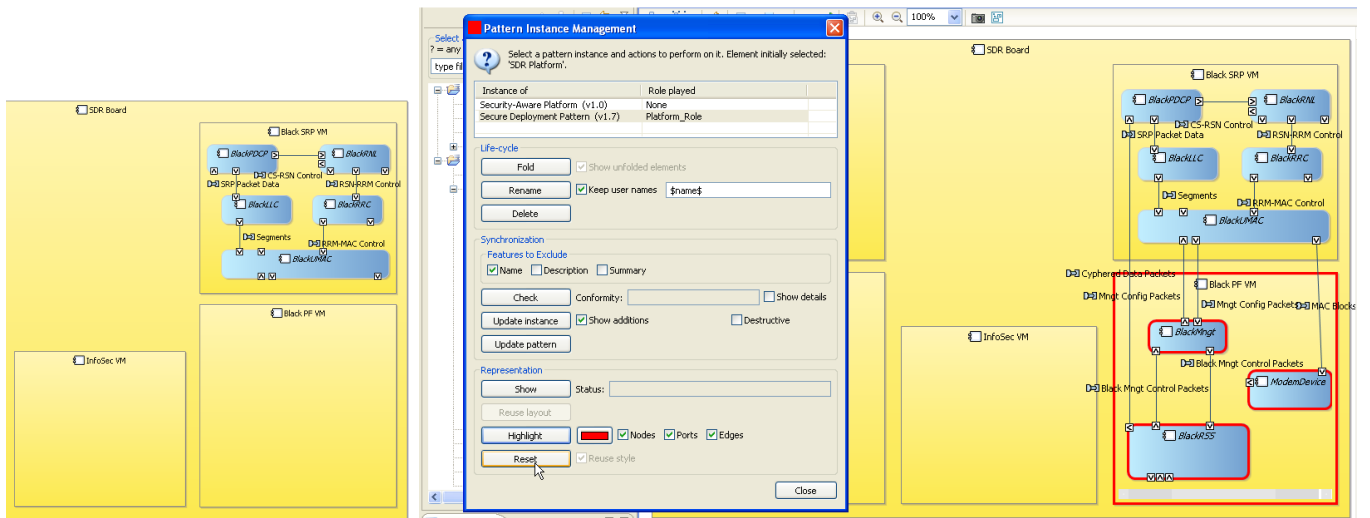 SDR Board
Black SRP VM
BlackPDCP
BlackRNL
CS-RSN Control
SRP Packet Data
RSN-RRM Control
BlackLLC
BlackRRC
Segments
RRM-MAC Control
BlackUMAC
Black PF VM
InfoSec VM
Select
? = any
type fil
Pattern Instance Management
Select a pattern instance and actions to perform on it. Element initially selected:
'SDR Platform'.
Instance of Role played
Security-Aware Platform (v1.0) None
Secure Deployment Pattern (v1.7) Platform_Role
Life-cycle
Fold Show unfolded elements
Rename Keep user names $name$
Delete
Synchronization
Features to Exclude
Name Description Summary
Check Conformity: Show details
Update instance Show additions Destructive
Update pattern
Representation
Show Status:
Reuse layout
Highlight Nodes Ports Edges
Reset Reuse style
Close
100%
SDR Board
Black SRP VM
BlackPDCP
BlackRNL
CS-RSN Control
SRP Packet Data
RSN-RRM Control
BlackLLC
BlackRRC
Segments
RRM-MAC Control
BlackUMAC
Cyphered Data Packets
Black PF VM
Mngt Config Packets
Mngt Config Packets
MAC Blocks
InfoSec VM
BlackMngt
Black Mngt Control Packets
Black Mngt Control Packets
ModemDevice
BlackRSS